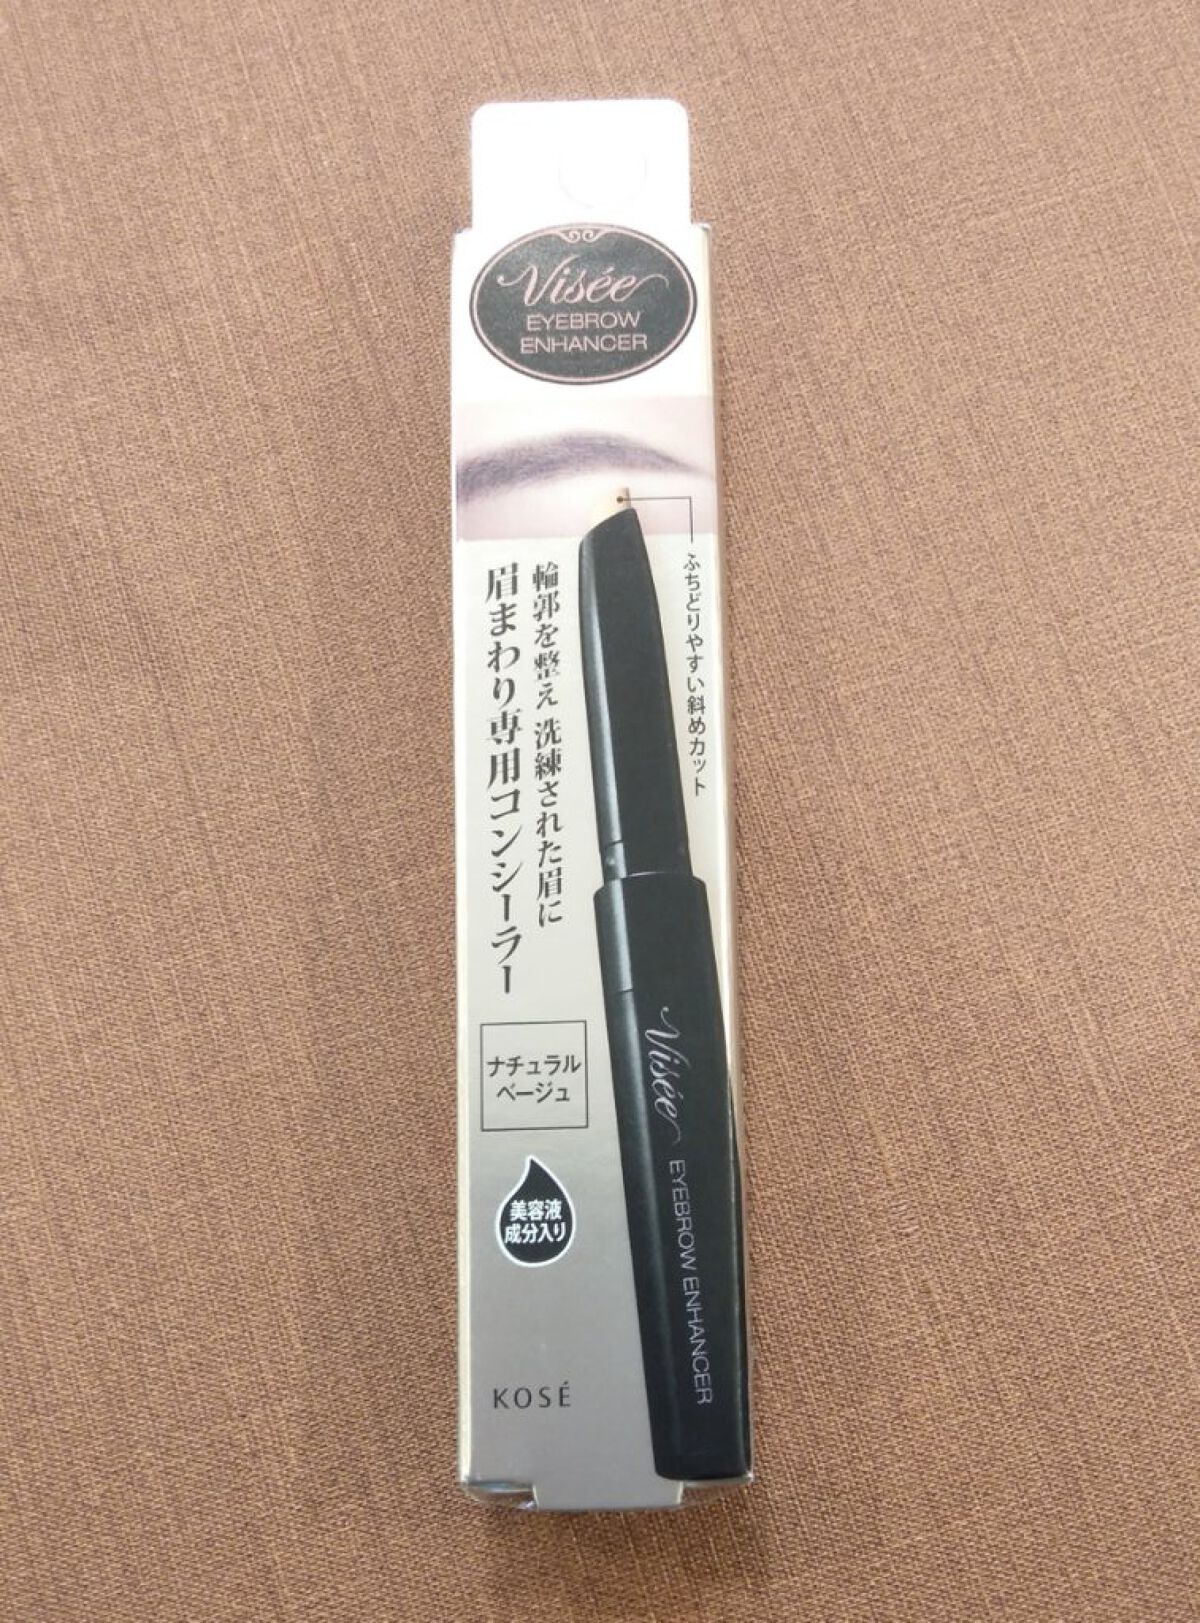 Visée
EYEBROW
ENHANCER
ふちどりやすい斜めカット
輪郭を整え 洗練された眉に
眉まわり専用コンシーラー
ナチュラル
ベージュ
美容液
成分入り
Visée EYEBROW ENHANCER
KOSÉ